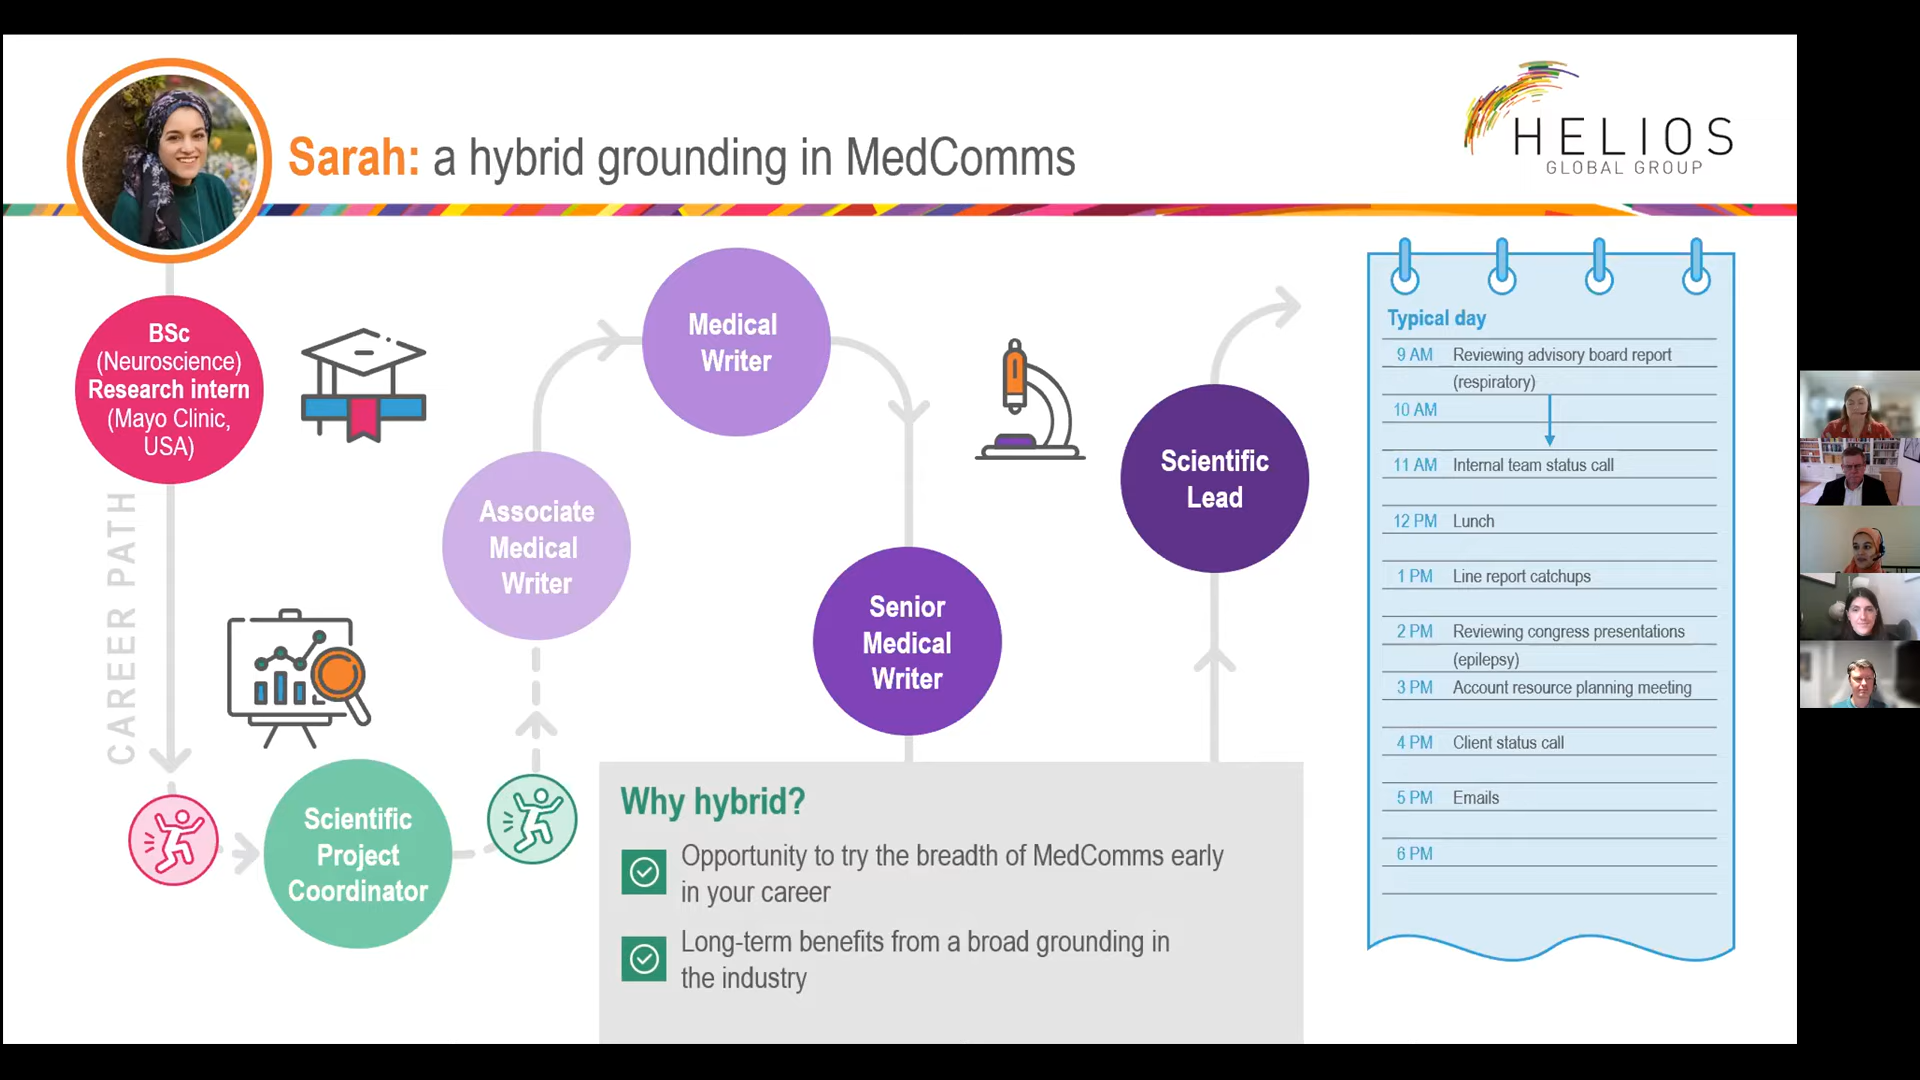 Sarah: a hybrid grounding in MedComms
HELIOS
GLOBAL GROUP
BSc
(Neuroscience)
Research intern
(Mayo Clinic,
USA)
CAREER PATH
Scientific
Project
Coordinator
Associate
Medical
Writer
Medical
Writer
Senior
Medical
Writer
Scientific
Lead
Why hybrid?
Opportunity to try the breadth of MedComms early
in your career
Long-term benefits from a broad grounding in
the industry
Typical day
9 AM Reviewing advisory board report
(respiratory)
10 AM
11 AM Internal team status call
12 PM Lunch
1 PM Line report catchups
2 PM Reviewing congress presentations
(epilepsy)
3 PM Account resource planning meeting
4 PM Client status call
5 PM Emails
6 PM